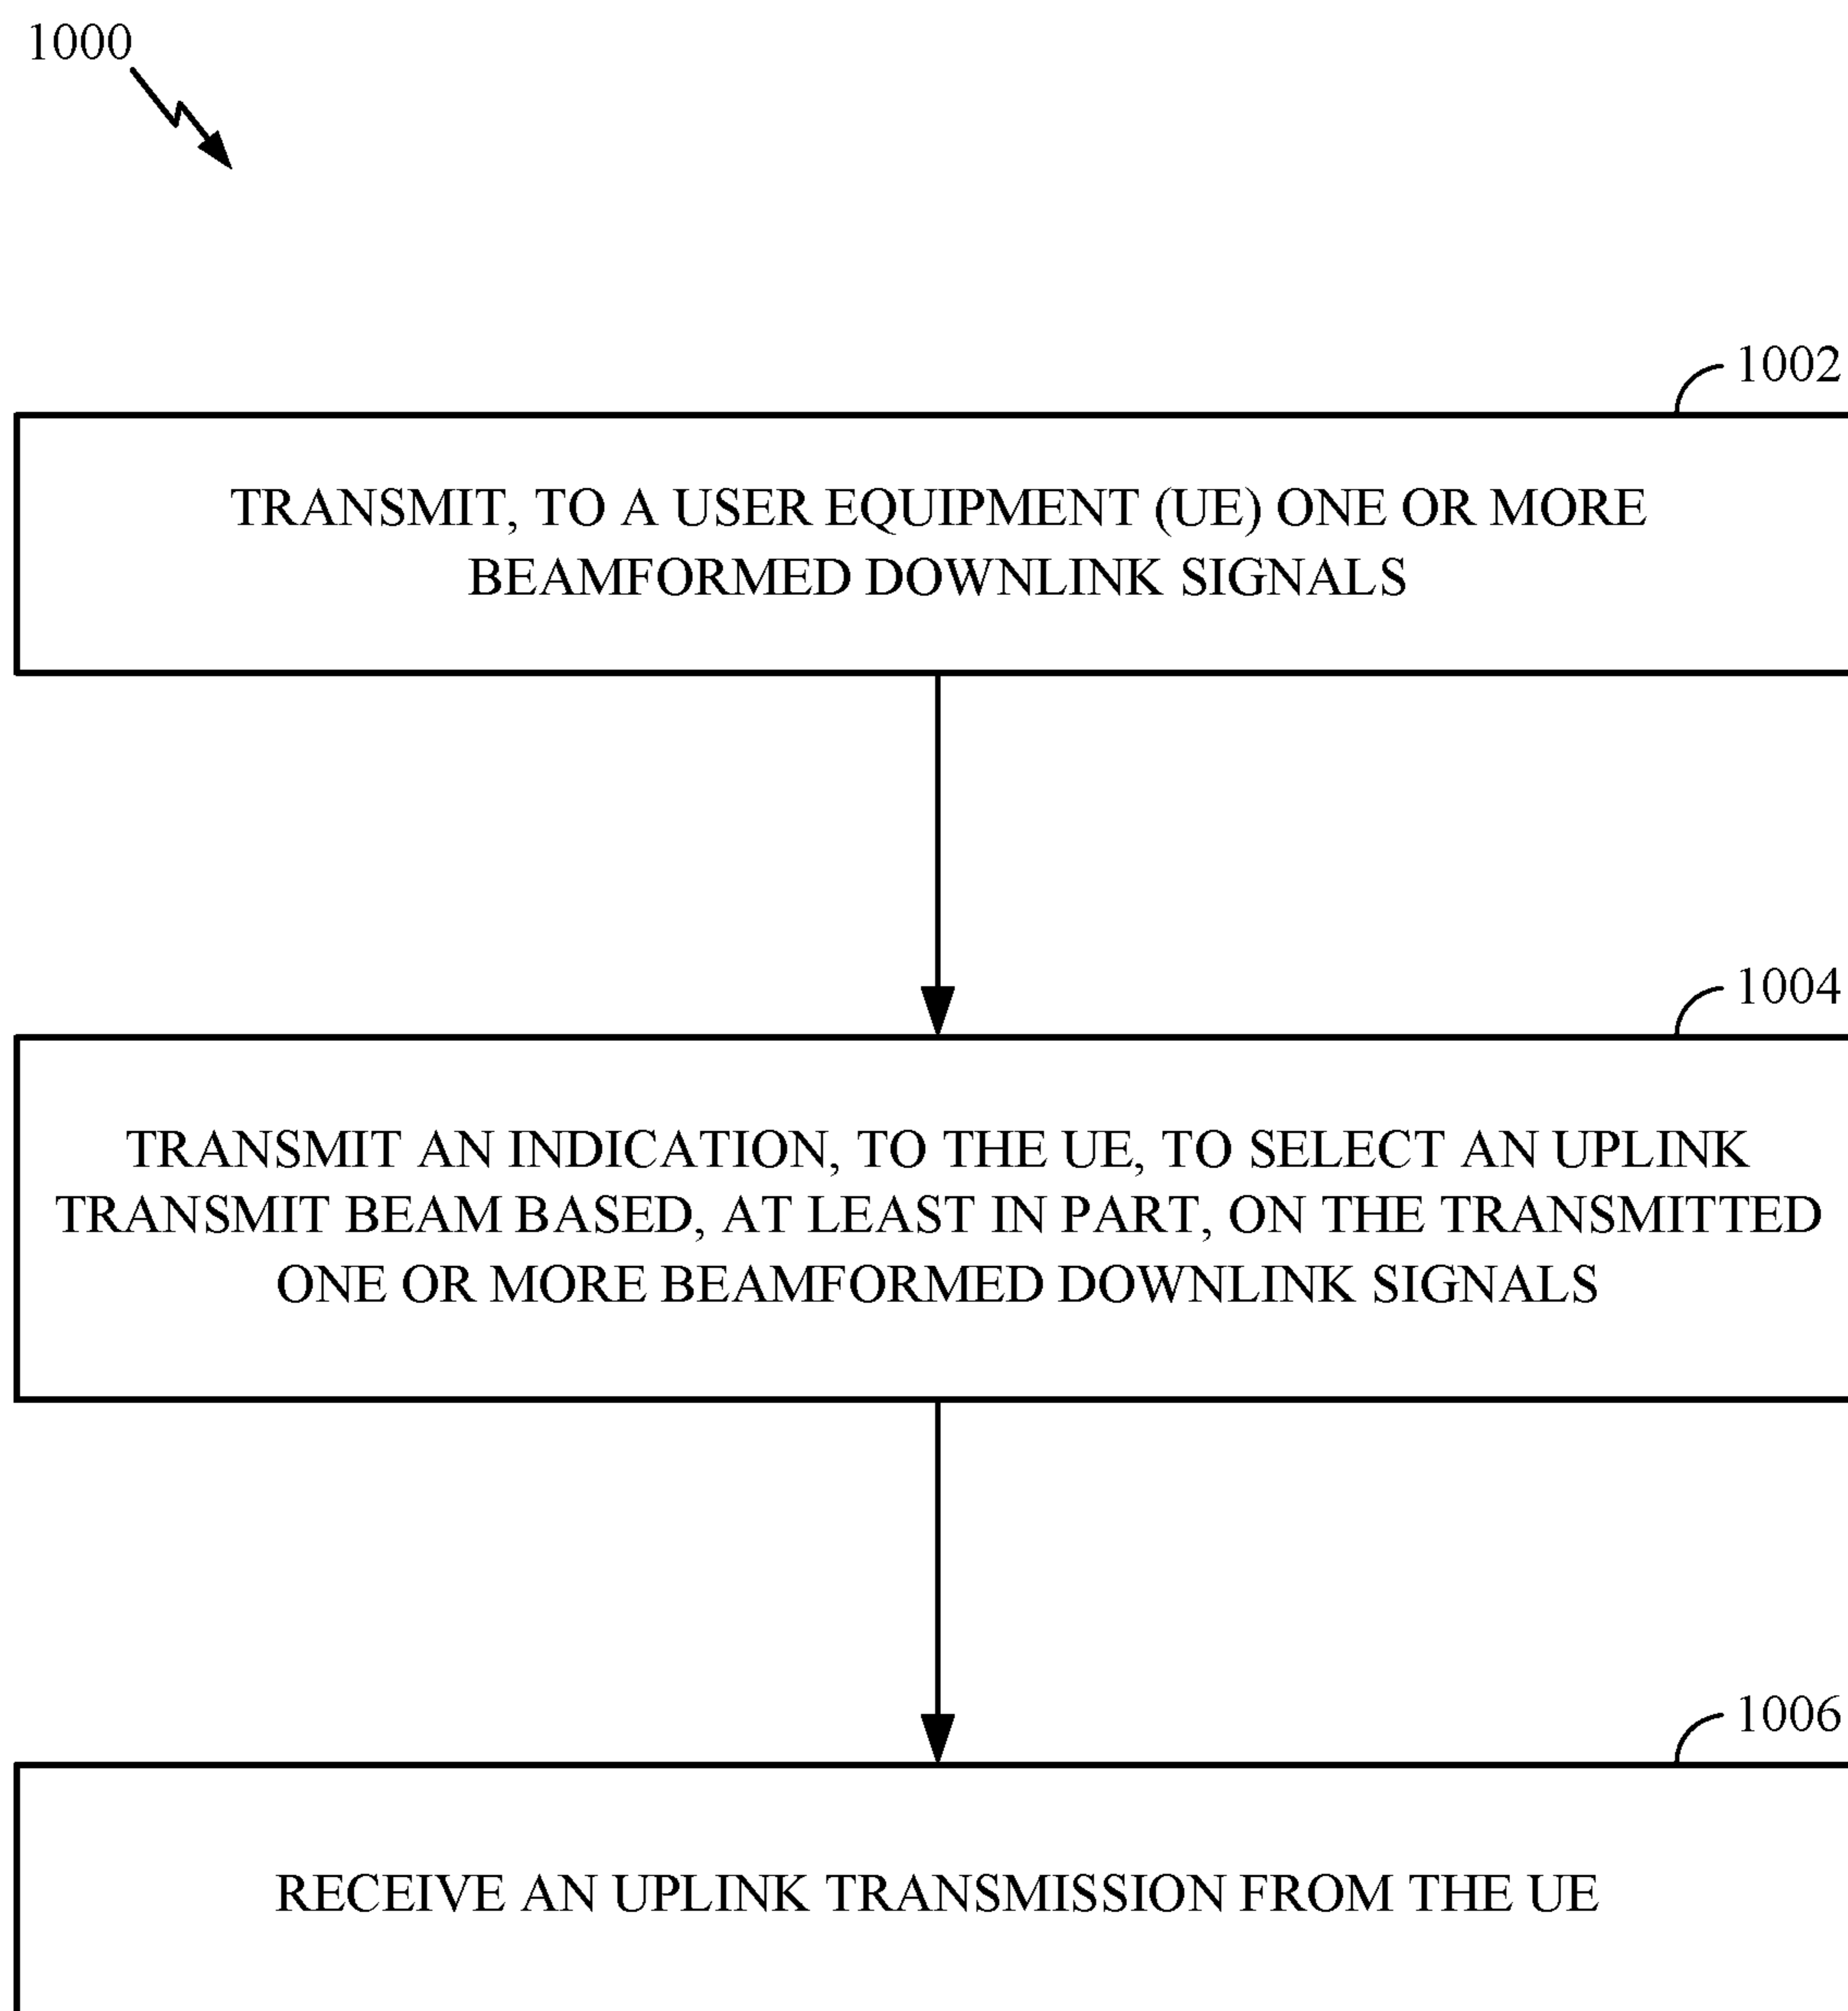 1000
1002
TRANSMIT, TO A USER EQUIPMENT (UE) ONE OR MORE
BEAMFORMED DOWNLINK SIGNALS
1004
TRANSMIT AN INDICATION, TO THE UE, TO SELECT AN UPLINK
TRANSMIT BEAM BASED, AT LEAST IN PART, ON THE TRANSMITTED
ONE OR MORE BEAMFORMED DOWNLINK SIGNALS
1006
RECEIVE AN UPLINK TRANSMISSION FROM THE UE